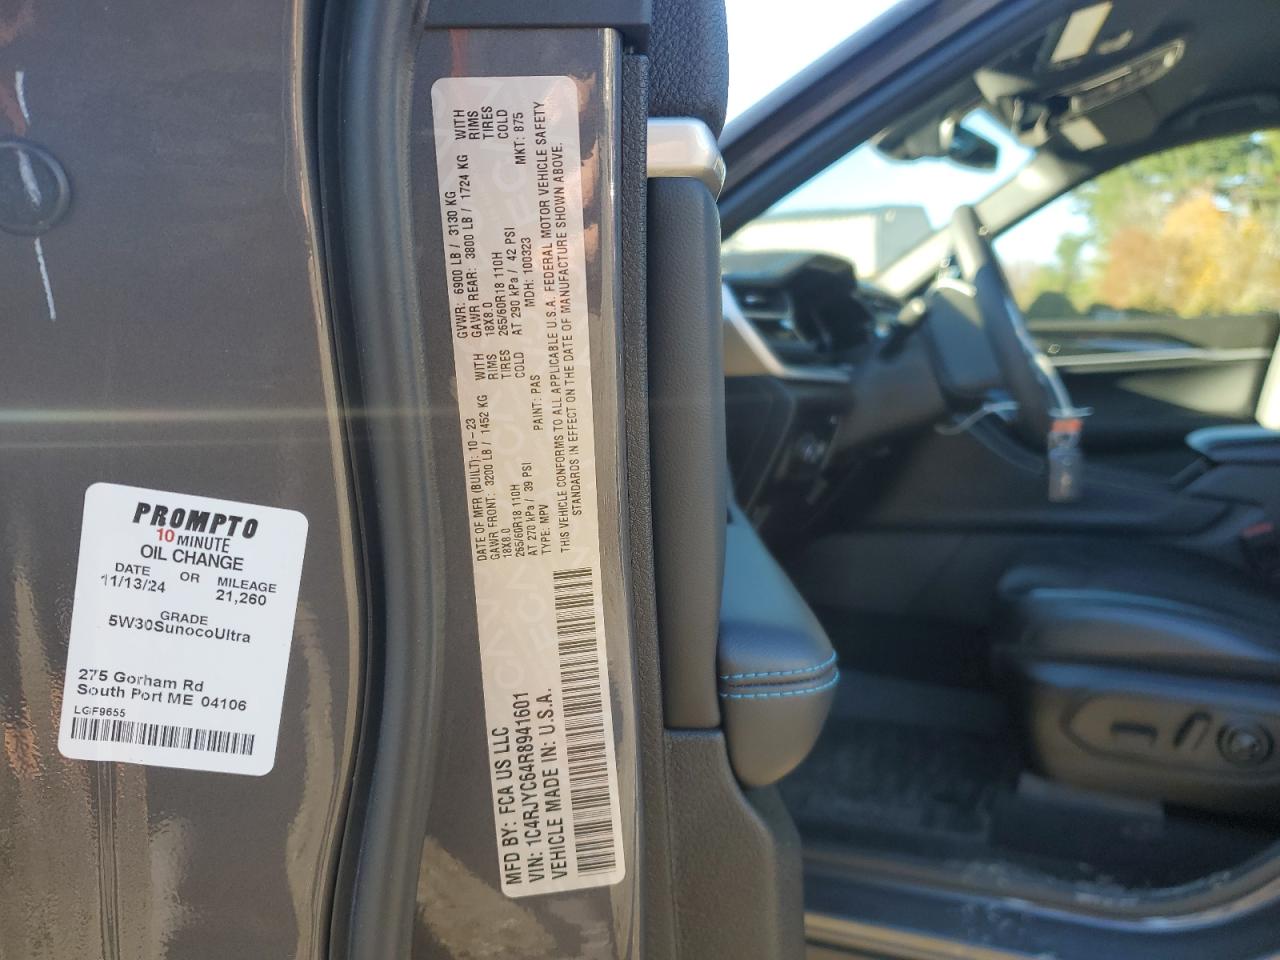 PROMPTO
10 MINUTE
OIL CHANGE
DATE OR MILEAGE
11/13/24 21,260
GRADE
5W30SunocoUltra
275 Gorham Rd
South Port ME 04106
LGF9655
MFD BY: FCA US LLC
VIN: 1C4RJYC64R8941601
VEHICLE MADE IN: U.S.A.
DATE OF MFR (BUILT): 10-23 GVWR: 6900 LB / 3130 KG
GAWR FRONT: 3200 LB / 1452 KG WITH GAWR REAR: 3800 LB / 1724 KG WITH
18X8.0 RIMS 18X8.0 RIMS
265/60R18 110H TIRES 265/60R18 110H TIRES
AT 270 kPa / 39 PSI COLD AT 290 kPa / 42 PSI COLD
TYPE: MPV PAINT: PAS MDH: 100323 MKT: 875
THIS VEHICLE CONFORMS TO ALL APPLICABLE U.S.A. FEDERAL MOTOR VEHICLE SAFETY
STANDARDS IN EFFECT ON THE DATE OF MANUFACTURE SHOWN ABOVE.